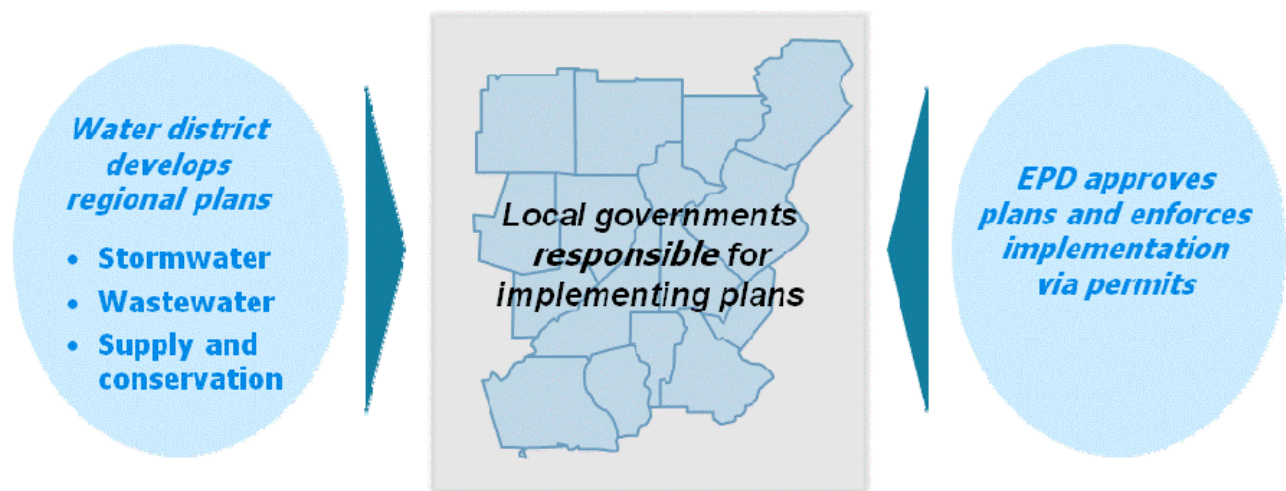 Water district
develops
regional plans
• Stormwater
• Wastewater
• Supply and
conservation
Local governments
responsible for
implementing plans
EPD approves
plans and enforces
implementation
via permits